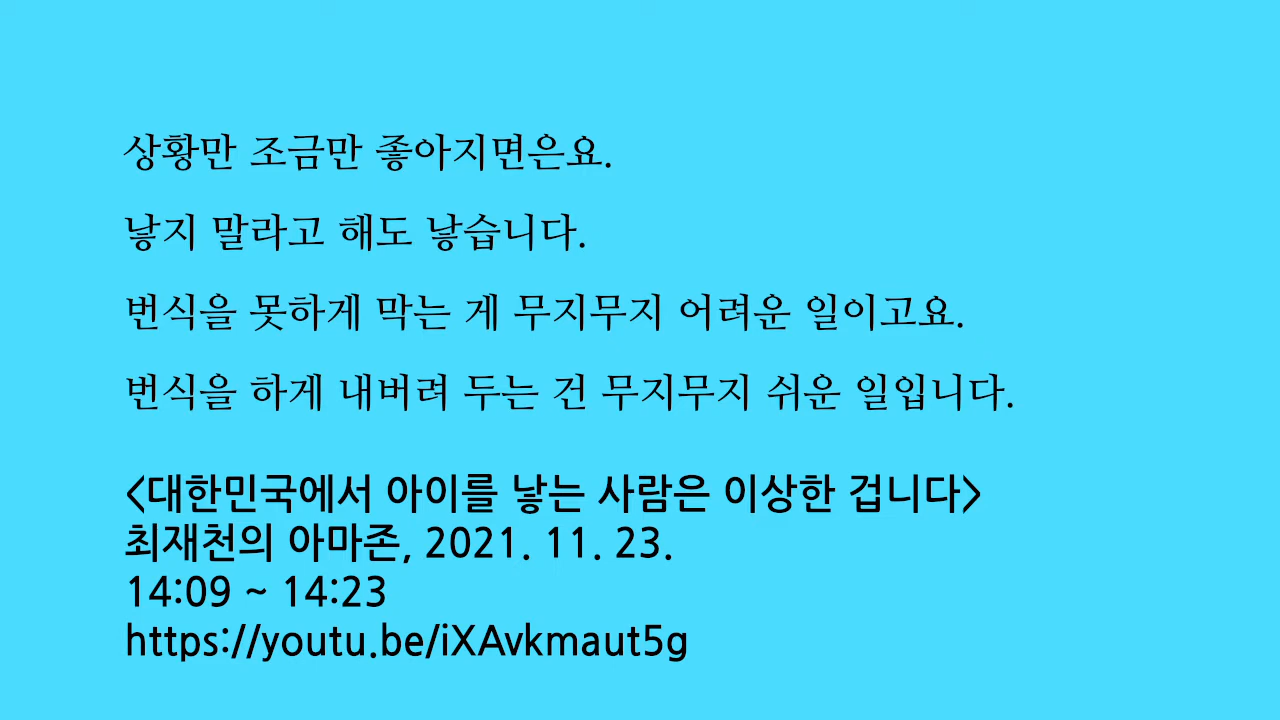 상황만 조금만 좋아지면은요.
낳지 말라고 해도 낳습니다.
번식을 못하게 막는 게 무지무지 어려운 일이고요.
번식을 하게 내버려 두는 건 무지무지 쉬운 일입니다.
<대한민국에서 아이를 낳는 사람은 이상한 겁니다>
최재천의 아마존, 2021. 11. 23.
14:09 ~ 14:23
https://youtu.be/iXAvkmaut5g